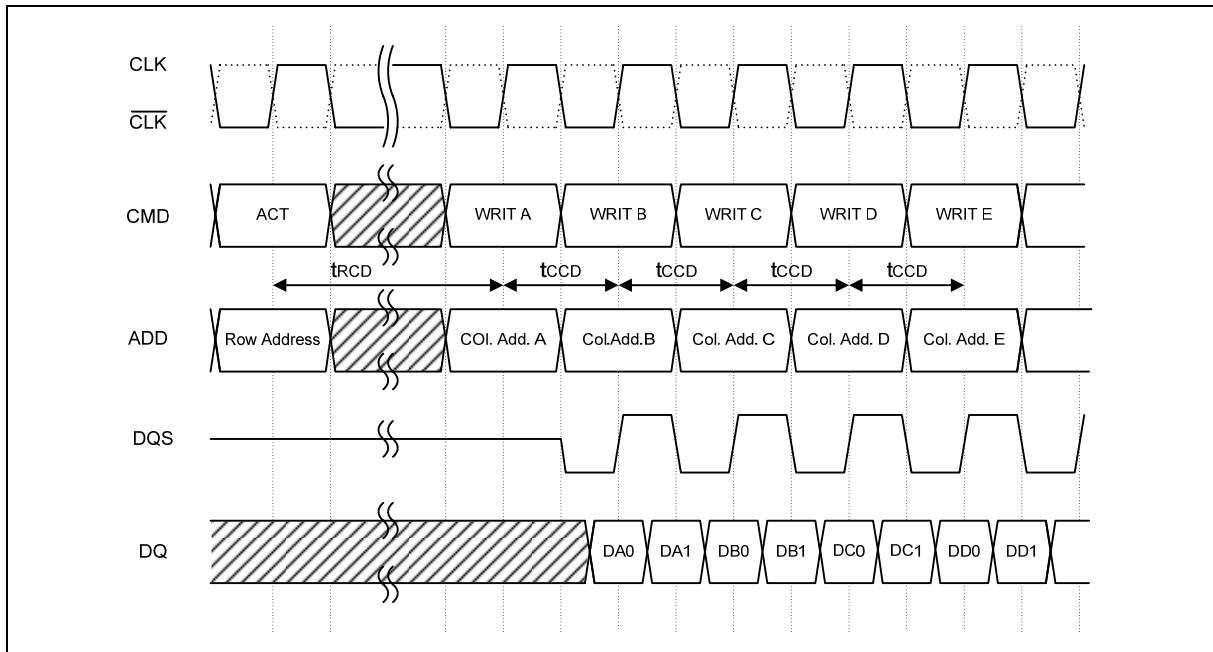 CLK
CLK
CMD ACT WRIT A WRIT B WRIT C WRIT D WRIT E
tRCD tCCD tCCD tCCD tCCD
ADD Row Address COl. Add. A Col.Add.B Col. Add. C Col. Add. D Col. Add. E
DQS
DQ DA0 DA1 DB0 DB1 DC0 DC1 DD0 DD1